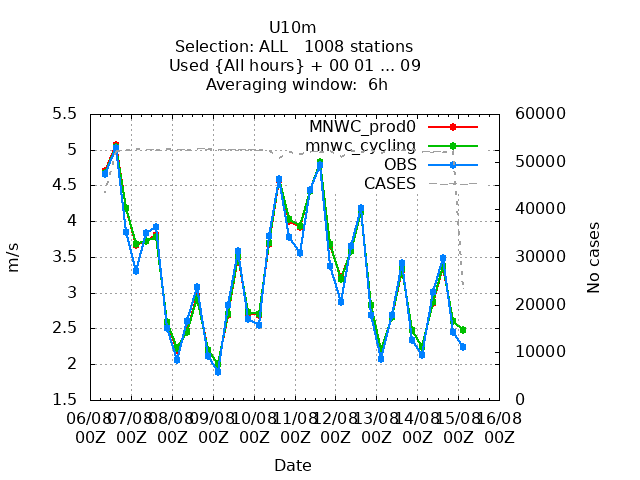 U10m
Selection: ALL   1008 stations
Used {All hours} + 00 01 ... 09
Averaging window:  6h
MNWC_prod0
mnwc_cycling
OBS
CASES
m/s
5.5
5
4.5
4
3.5
3
2.5
2
1.5
60000
50000
40000
30000
20000
10000
0
No cases
06/08 07/08 08/08 09/08 10/08 11/08 12/08 13/08 14/08 15/08 16/08
00Z 00Z 00Z 00Z 00Z 00Z 00Z 00Z 00Z 00Z 00Z
Date